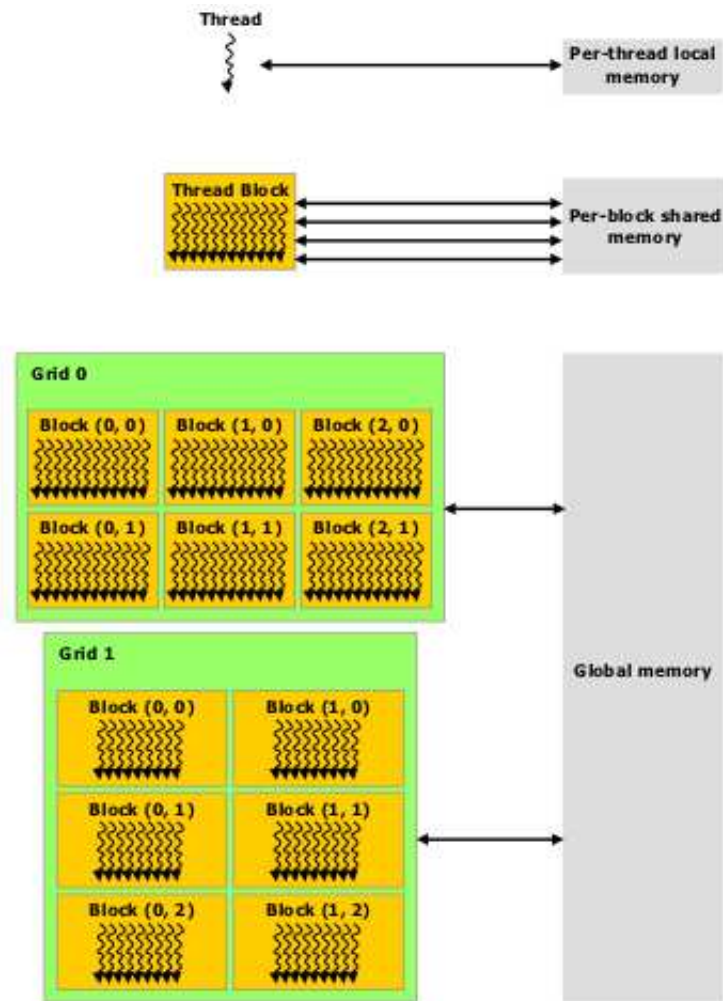 Thread
Per-thread local
memory
Thread Block
Per-block shared
memory
Grid 0
Block (0, 0)
Block (1, 0)
Block (2, 0)
Block (0, 1)
Block (1, 1)
Block (2, 1)
Grid 1
Block (0, 0)
Block (1, 0)
Block (0, 1)
Block (1, 1)
Block (0, 2)
Block (1, 2)
Global memory